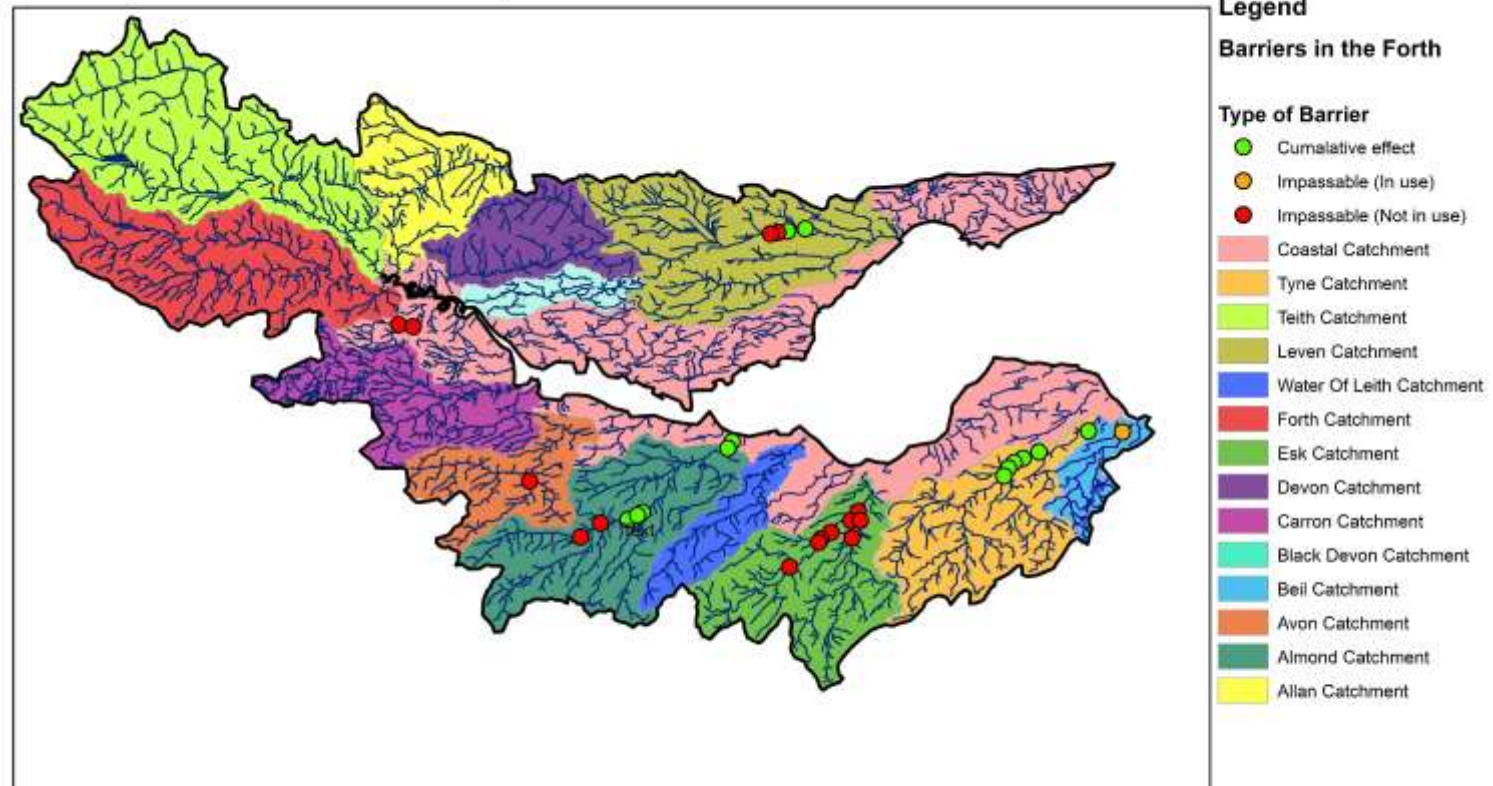 Legend
Barriers in the Forth
Type of Barrier
Cumalative effect
Impassable (In use)
Impassable (Not in use)
Coastal Catchment
Tyne Catchment
Teith Catchment
Leven Catchment
Water Of Leith Catchment
Forth Catchment
Esk Catchment
Devon Catchment
Carron Catchment
Black Devon Catchment
Beil Catchment
Avon Catchment
Almond Catchment
Allan Catchment